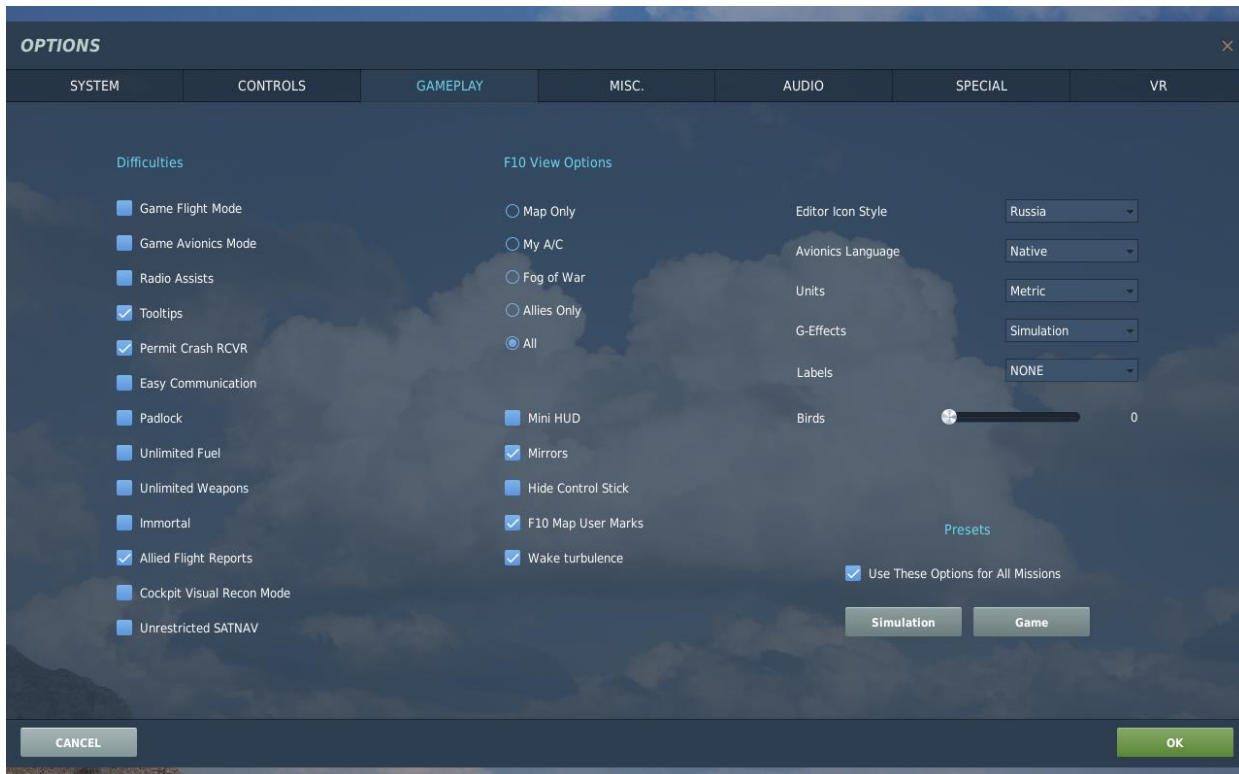 OPTIONS
SYSTEM CONTROLS GAMEPLAY MISC. AUDIO SPECIAL VR
Difficulties
Game Flight Mode
Game Avionics Mode
Radio Assists
Tooltips
Permit Crash RCVR
Easy Communication
Padlock
Unlimited Fuel
Unlimited Weapons
Immortal
Allied Flight Reports
Cockpit Visual Recon Mode
Unrestricted SATNAV
F10 View Options
Map Only
My A/C
Fog of War
Allies Only
All
Mini HUD
Mirrors
Hide Control Stick
F10 Map User Marks
Wake turbulence
Editor Icon Style Russia
Avionics Language Native
Units Metric
G-Effects Simulation
Labels NONE
Birds 0
Presets
Use These Options for All Missions
Simulation Game
CANCEL OK